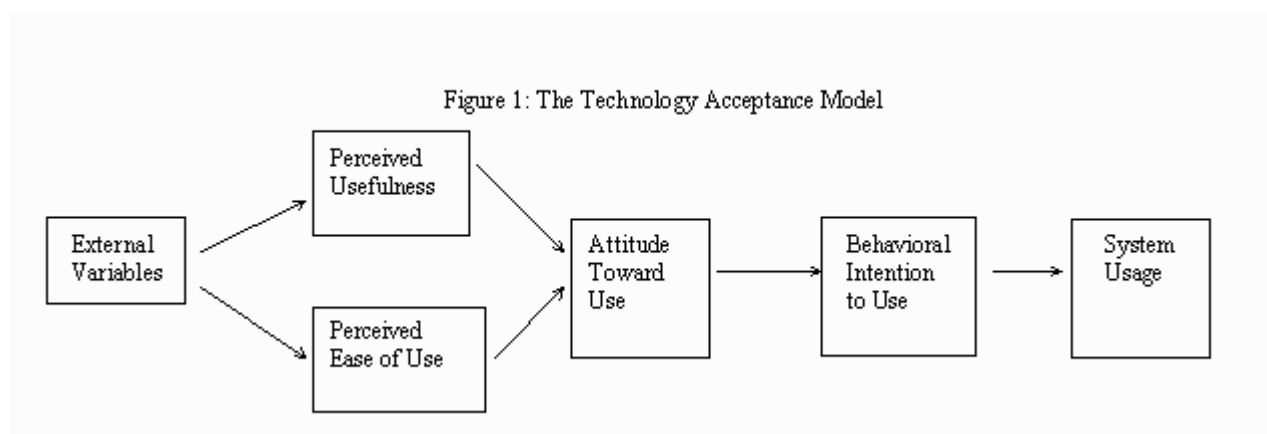 Figure 1: The Technology Acceptance Model
Perceived
Usefulness
External
Variables
Perceived
Ease of Use
Attitude
Toward
Use
Behavioral
Intention
to Use
System
Usage